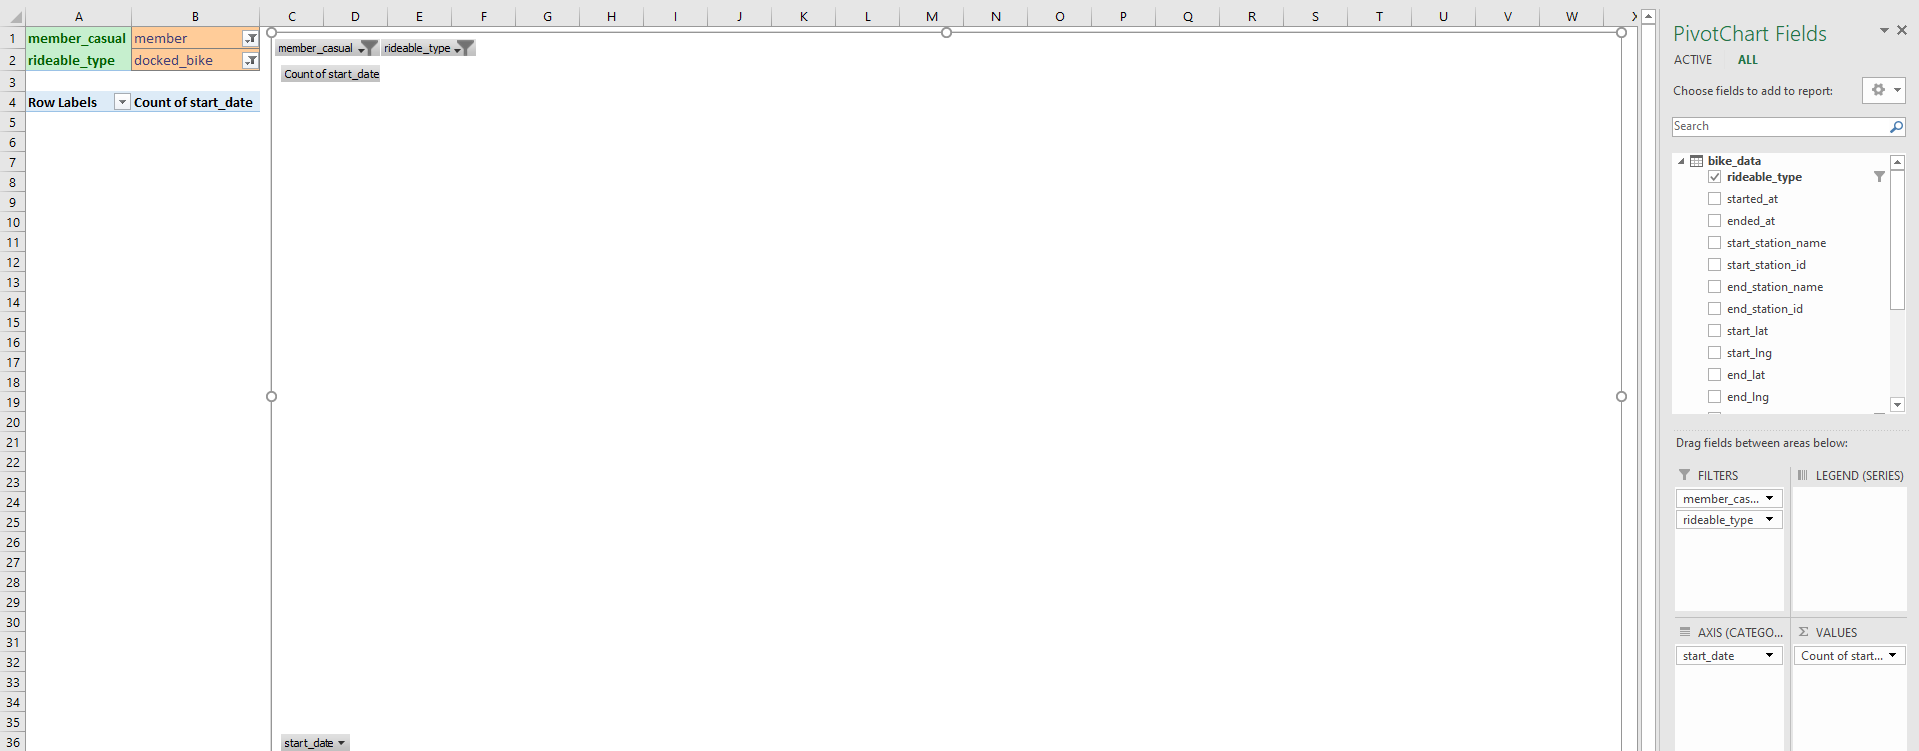 A B C D E F G H I J K L M N O P Q R S T U V W X
1 member_casual member
2 rideable_type docked_bike
3
4 Row Labels Count of start_date
5
6
7
8
9
10
11
12
13
14
15
16
17
18
19
20
21
22
23
24
25
26
27
28
29
30
31
32
33
34
35
36
member_casual rideable_type
Count of start_date
start_date
PivotChart Fields
ACTIVE ALL
Choose fields to add to report:
Search
bike_data
rideable_type
started_at
ended_at
start_station_name
start_station_id
end_station_name
end_station_id
start_lat
start_lng
end_lat
end_lng
Drag fields between areas below:
FILTERS
member_cas...
rideable_type
LEGEND (SERIES)
AXIS (CATEGO...
start_date
Σ VALUES
Count of start...